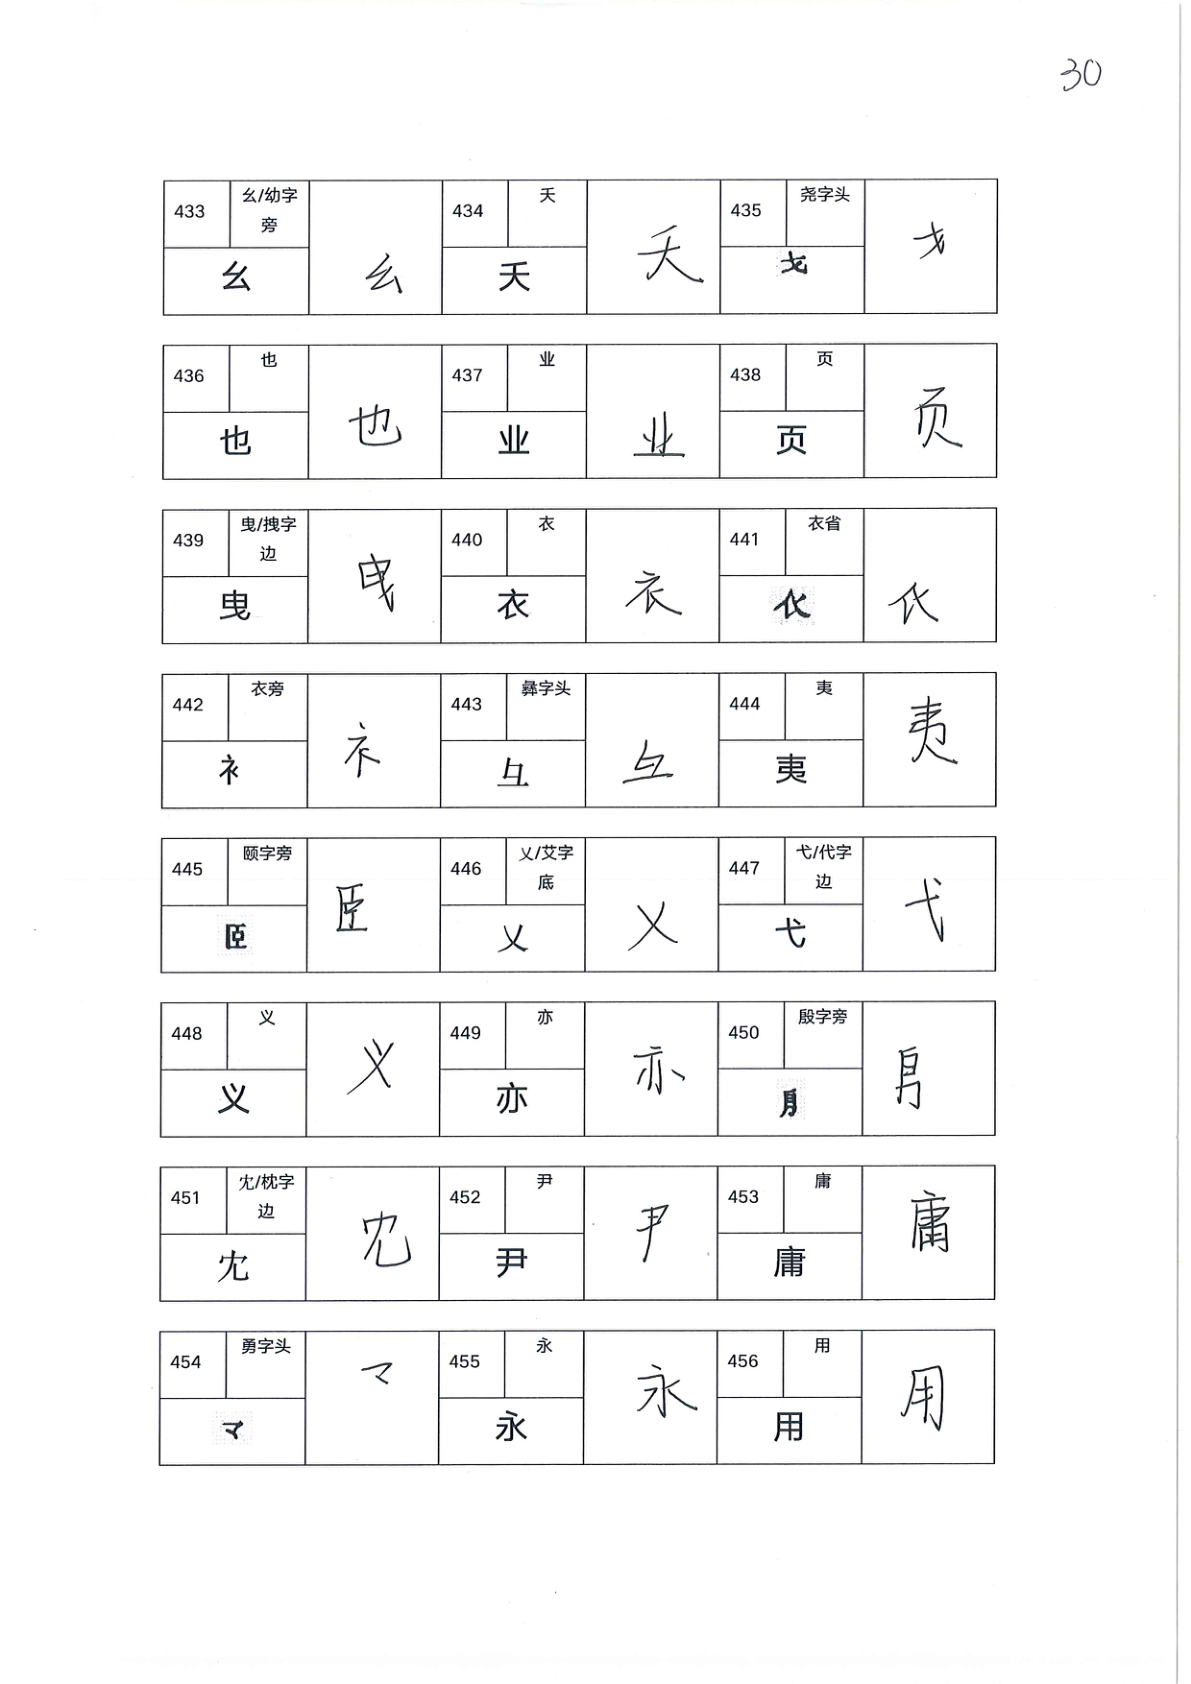 30
433 幺/幼字旁 幺 幺 434 夭 夭 夭 435 尧字头
436 也 也 也 437 业 业 业 438 页 页 页
439 曳/拽字边 曳 曳 440 衣 衣 衣 441 衣省
442 衣旁 衤 衤 443 彝字头 彑 彑 444 夷 夷 夷
445 颐字旁 𦣞 𦣞 446 乂/艾字底 乂 乂 447 弋/代字边 弋 弋
448 义 义 义 449 亦 亦 亦 450 殷字旁
451 冘/枕字边 冘 冘 452 尹 尹 尹 453 庸 庸 庸
454 勇字头 龴 龴 455 永 永 永 456 用 用 用